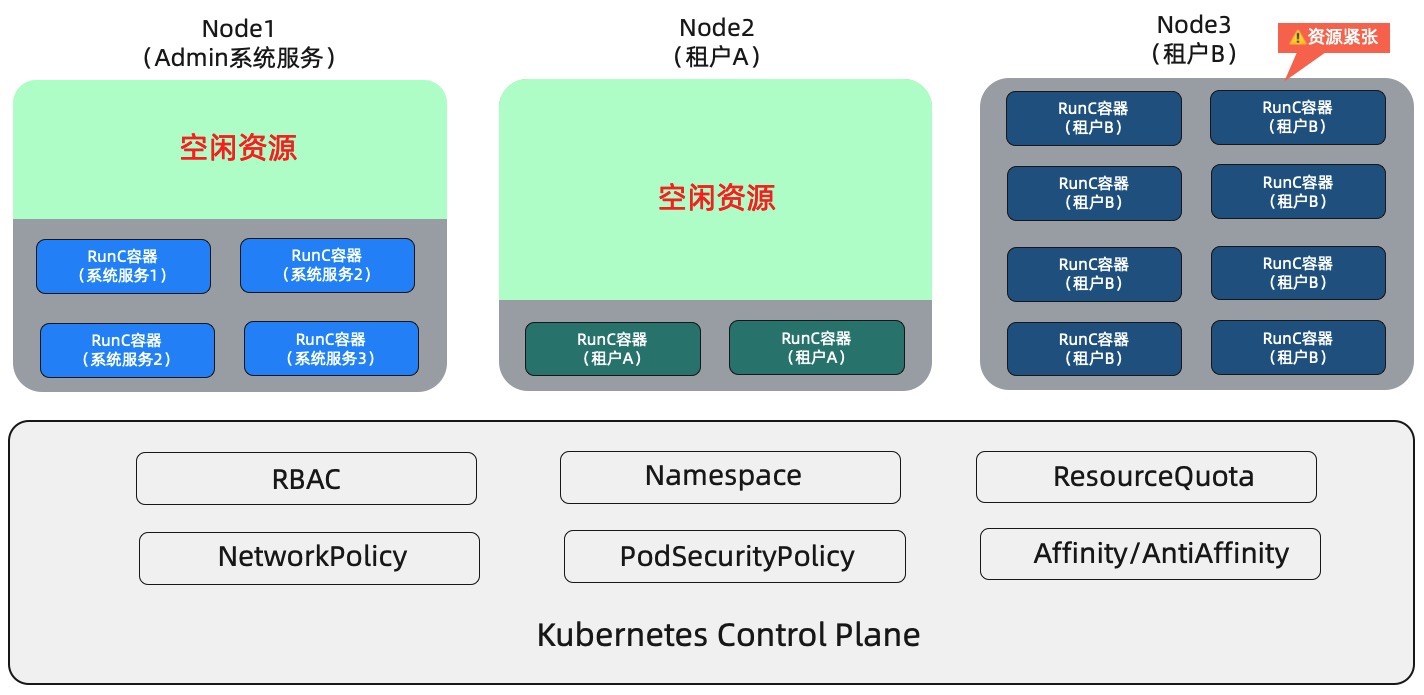 Node1
（Admin系统服务）
空闲资源
RunC容器
（系统服务1）
RunC容器
（系统服务2）
RunC容器
（系统服务2）
RunC容器
（系统服务3）
Node2
（租户A）
空闲资源
RunC容器
（租户A）
RunC容器
（租户A）
Node3
（租户B）
⚠️资源紧张
RunC容器
（租户B）
RunC容器
（租户B）
RunC容器
（租户B）
RunC容器
（租户B）
RunC容器
（租户B）
RunC容器
（租户B）
RunC容器
（租户B）
RunC容器
（租户B）
RBAC
Namespace
ResourceQuota
NetworkPolicy
PodSecurityPolicy
Affinity/AntiAffinity
Kubernetes Control Plane